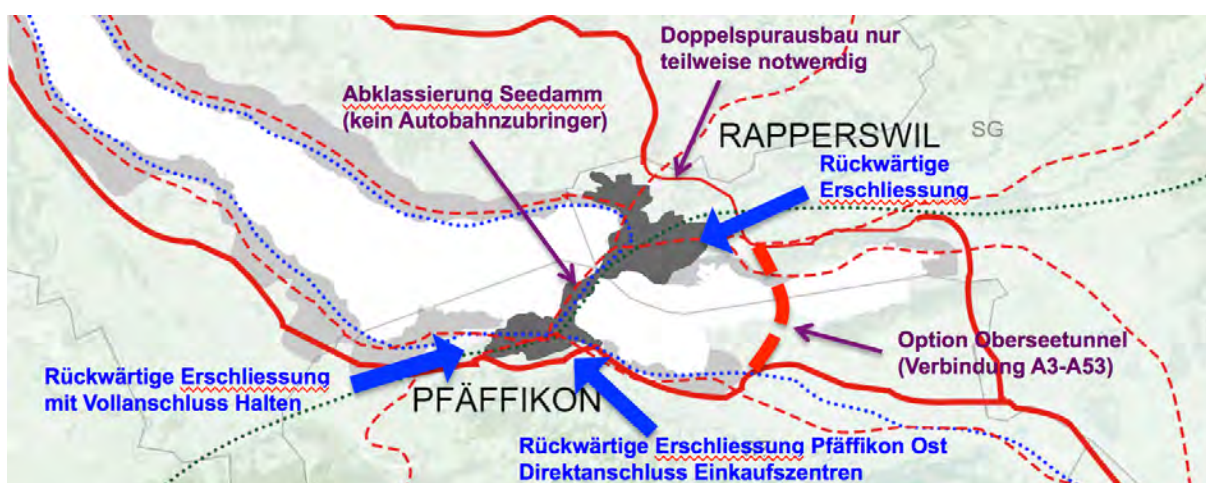 Doppelspurausbau nur
teilweise notwendig
Abklassierung Seedamm
(kein Autobahnzubringer)
RAPPERSWIL
SG
Rückwärtige
Erschliessung
Option Oberseetunnel
(Verbindung A3-A53)
Rückwärtige Erschliessung
mit Vollanschluss Halten
PFÄFFIKON
Rückwärtige Erschliessung Pfäffikon Ost
Direktanschluss Einkaufszentren